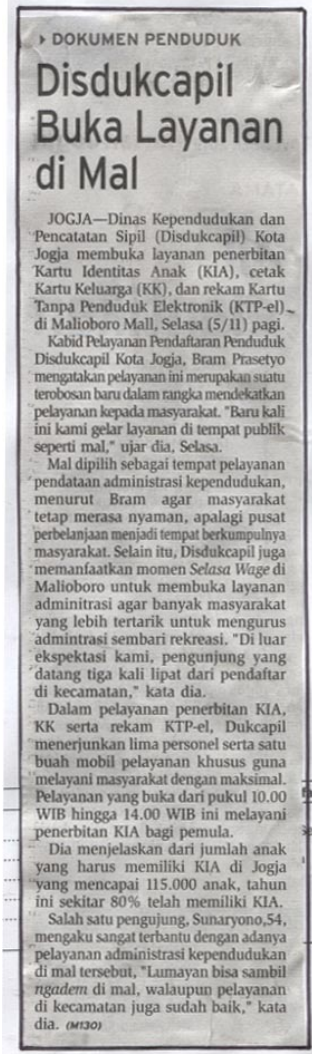 DOKUMEN PENDUDUK
Disdukcapil
Buka Layanan
di Mal
JOGJA—Dinas Kependudukan dan
Pencatatan Sipil (Disdukcapil) Kota
Jogja membuka layanan penerbitan
Kartu Identitas Anak (KIA), cetak
Kartu Keluarga (KK), dan rekam Kartu
Tanpa Penduduk Elektronik (KTP-el)
di Malioboro Mall, Selasa (5/11) pagi.
Kabid Pelayanan Pendaftaran Penduduk
Disdukcapil Kota Jogja, Bram Prasetyo
mengatakan pelayanan ini merupakan suatu
terobosan baru dalam rangka mendekatkan
pelayanan kepada masyarakat. "Baru kali
ini kami gelar layanan di tempat publik
seperti mal," ujar dia, Selasa.
Mal dipilih sebagai tempat pelayanan
pendataan administrasi kependudukan,
menurut Bram agar masyarakat
tetap merasa nyaman, apalagi pusat
perbelanjaan menjadi tempat berkumpulnya
masyarakat. Selain itu, Disdukcapil juga
memanfaatkan momen Selasa Wage di
Malioboro untuk membuka layanan
adminitrasi agar banyak masyarakat
yang lebih tertarik untuk mengurus
admintrasi sembari rekreasi. "Di luar
ekspektasi kami, pengunjung yang
datang tiga kali lipat dari pendaftar
di kecamatan," kata dia.
Dalam pelayanan penerbitan KIA,
KK serta rekam KTP-el, Dukcapil
menerjunkan lima personel serta satu
buah mobil pelayanan khusus guna
melayani masyarakat dengan maksimal.
Pelayanan yang buka dari pukul 10.00
WIB hingga 14.00 WIB ini melayani
penerbitan KIA bagi pemula.
Dia menjelaskan dari jumlah anak
yang harus memiliki KIA di Jogja
yang mencapai 115.000 anak, tahun
ini sekitar 80% telah memiliki KIA.
Salah satu pengujung, Sunaryono,54,
mengaku sangat terbantu dengan adanya
pelayanan administrasi kependudukan
di mal tersebut, "Lumayan bisa sambil
ngadem di mal, walaupun pelayanan
di kecamatan juga sudah baik," kata
dia. (M130)